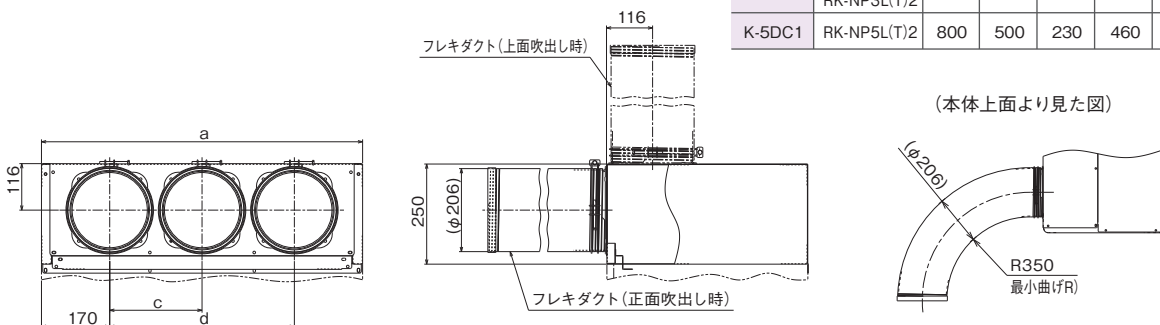 RK-NP3L(T)2
K-5DC1 RK-NP5L(T)2 800 500 230 460
116
フレキダクト(上面吹出し時)
(本体上面より見た図)
a
116
250
(φ206)
(φ206)
R350
最小曲げR)
フレキダクト(正面吹出し時)
c
170 d